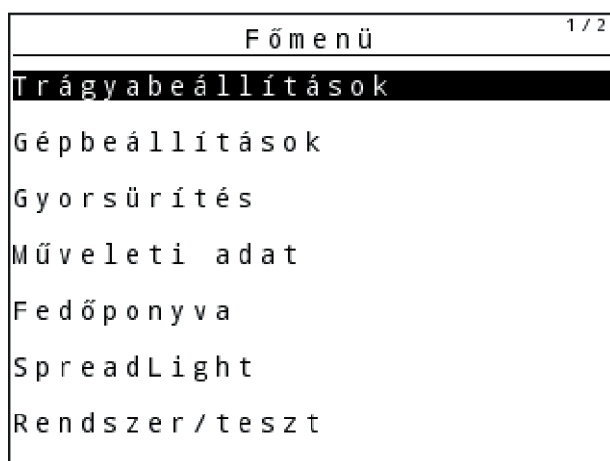 Főmenü 1/2
Trágyabeállítások
Gépbeállítások
Gyorsürítés
Műveleti adat
Fedőponyva
SpreadLight
Rendszer/teszt